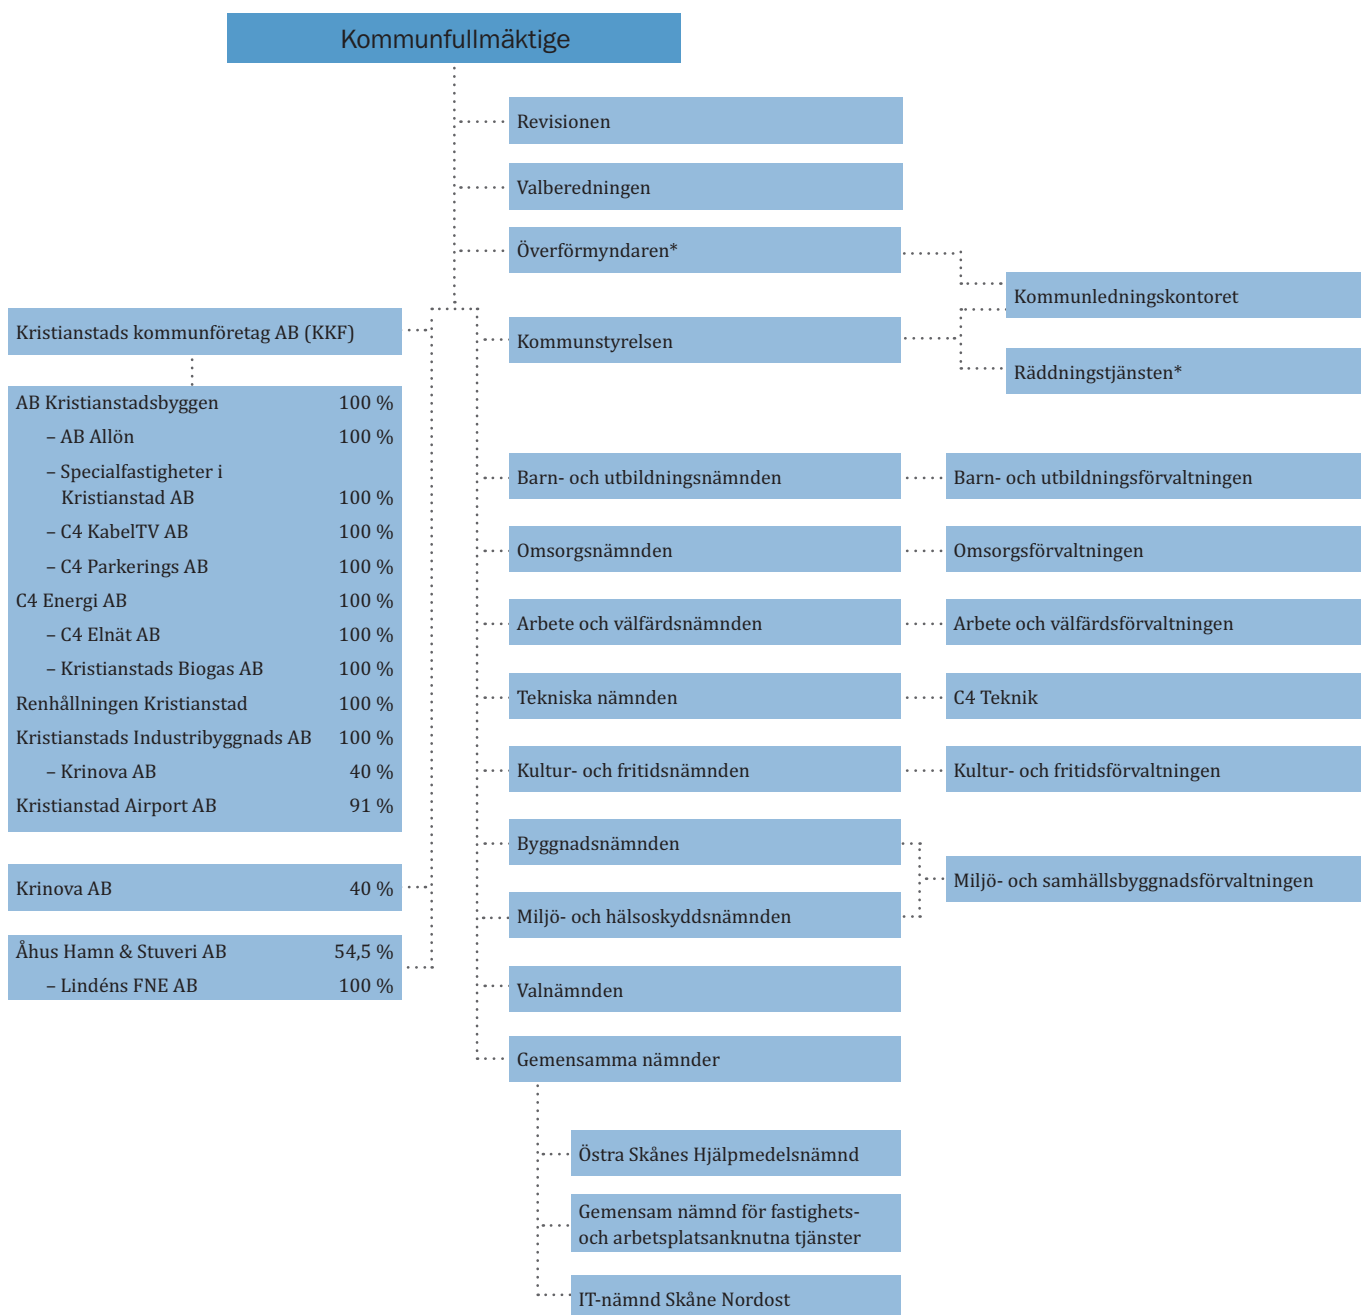 Kommunfullmäktige
Revisionen
Valberedningen
Överförmyndaren*
Kommunledningskontoret
Kommunstyrelsen
Räddningstjänsten*
Kristianstads kommunföretag AB (KKF)
AB Kristianstadsbyggen 100 %
– AB Allön 100 %
– Specialfastigheter i
Kristianstad AB 100 %
– C4 KabelTV AB 100 %
– C4 Parkerings AB 100 %
C4 Energi AB 100 %
– C4 Elnät AB 100 %
– Kristianstads Biogas AB 100 %
Renhållningen Kristianstad 100 %
Kristianstads Industribyggnads AB 100 %
– Krinova AB 40 %
Kristianstad Airport AB 91 %
Krinova AB 40 %
Åhus Hamn & Stuveri AB 54,5 %
– Lindéns FNE AB 100 %
Barn- och utbildningsnämnden
Barn- och utbildningsförvaltningen
Omsorgsnämnden
Omsorgsförvaltningen
Arbete och välfärdsnämnden
Arbete och välfärdsförvaltningen
Tekniska nämnden
C4 Teknik
Kultur- och fritidsnämnden
Kultur- och fritidsförvaltningen
Byggnadsnämnden
Miljö- och samhällsbyggnadsförvaltningen
Miljö- och hälsoskyddsnämnden
Valnämnden
Gemensamma nämnder
Östra Skånes Hjälpmedelsnämnd
Gemensam nämnd för fastighets-
och arbetsplatsanknutna tjänster
IT-nämnd Skåne Nordost